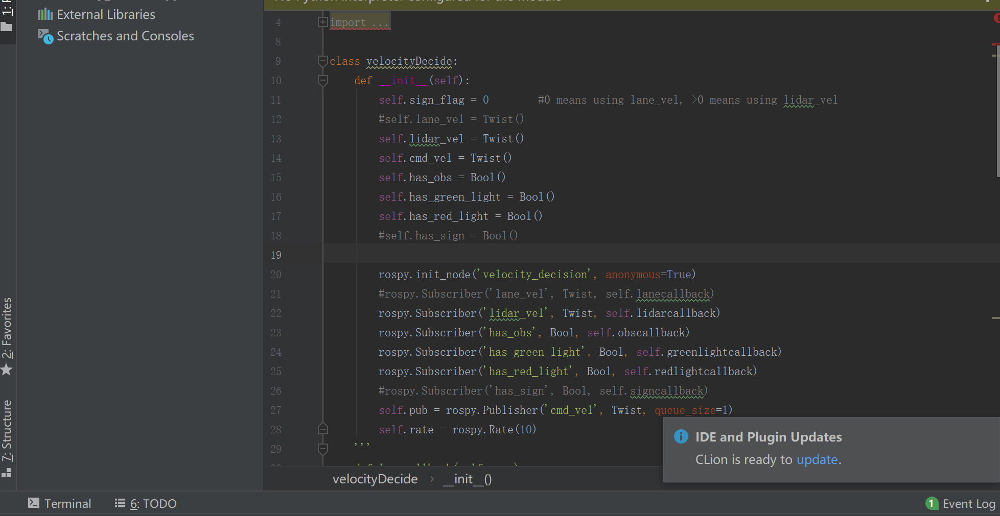 No Python interpreter configured for the module
1:
External Libraries
Scratches and Consoles
4 import ...
8
9 class velocityDecide:
10 def __init__(self):
11 self.sign_flag = 0 #0 means using lane_vel, >0 means using lidar_vel
12 #self.lane_vel = Twist()
13 self.lidar_vel = Twist()
14 self.cmd_vel = Twist()
15 self.has_obs = Bool()
16 self.has_green_light = Bool()
17 self.has_red_light = Bool()
18 #self.has_sign = Bool()
19
20 rospy.init_node('velocity_decision', anonymous=True)
21 #rospy.Subscriber('lane_vel', Twist, self.lanecallback)
22 rospy.Subscriber('lidar_vel', Twist, self.lidarcallback)
23 rospy.Subscriber('has_obs', Bool, self.obscallback)
24 rospy.Subscriber('has_green_light', Bool, self.greenlightcallback)
25 rospy.Subscriber('has_red_light', Bool, self.redlightcallback)
26 #rospy.Subscriber('has_sign', Bool, self.signcallback)
27 self.pub = rospy.Publisher('cmd_vel', Twist, queue_size=1)
28 self.rate = rospy.Rate(10)
29 '''
2: Favorites
7: Structure
IDE and Plugin Updates
CLion is ready to update.
velocityDecide › __init__()
Terminal
6: TODO
1 Event Log